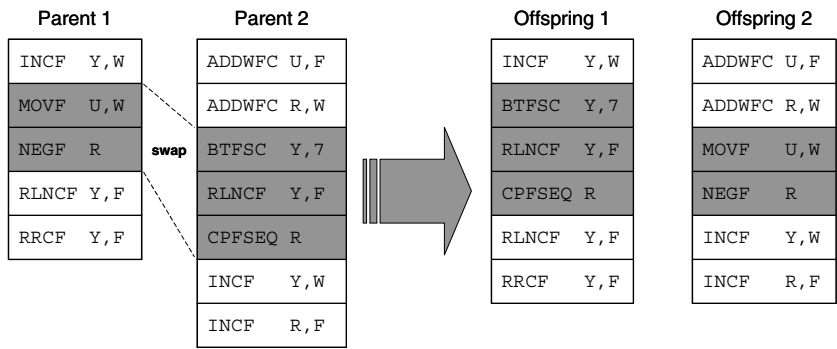 Parent 1
INCF Y,W
MOVF U,W
NEGF R
RLNCF Y,F
RRCF Y,F
swap
Parent 2
ADDWFC U,F
ADDWFC R,W
BTFSC Y,7
RLNCF Y,F
CPFSEQ R
INCF Y,W
INCF R,F
Offspring 1
INCF Y,W
BTFSC Y,7
RLNCF Y,F
CPFSEQ R
RLNCF Y,F
RRCF Y,F
Offspring 2
ADDWFC U,F
ADDWFC R,W
MOVF U,W
NEGF R
INCF Y,W
INCF R,F